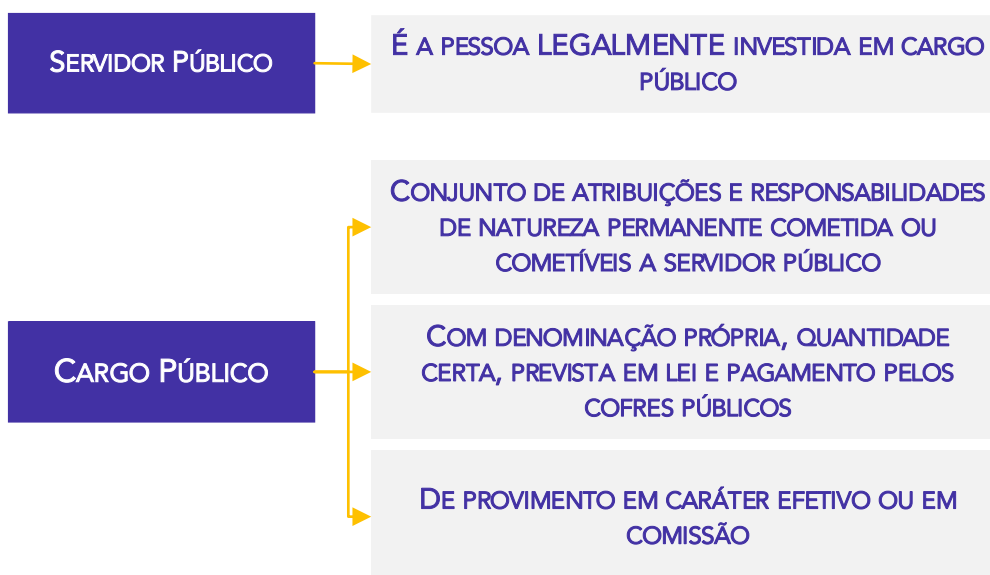 SERVIDOR PÚBLICO
É A PESSOA LEGALMENTE INVESTIDA EM CARGO
PÚBLICO
CARGO PÚBLICO
CONJUNTO DE ATRIBUIÇÕES E RESPONSABILIDADES
DE NATUREZA PERMANENTE COMETIDA OU
COMETÍVEIS A SERVIDOR PÚBLICO
COM DENOMINAÇÃO PRÓPRIA, QUANTIDADE
CERTA, PREVISTA EM LEI E PAGAMENTO PELOS
COFRES PÚBLICOS
DE PROVIMENTO EM CARÁTER EFETIVO OU EM
COMISSÃO